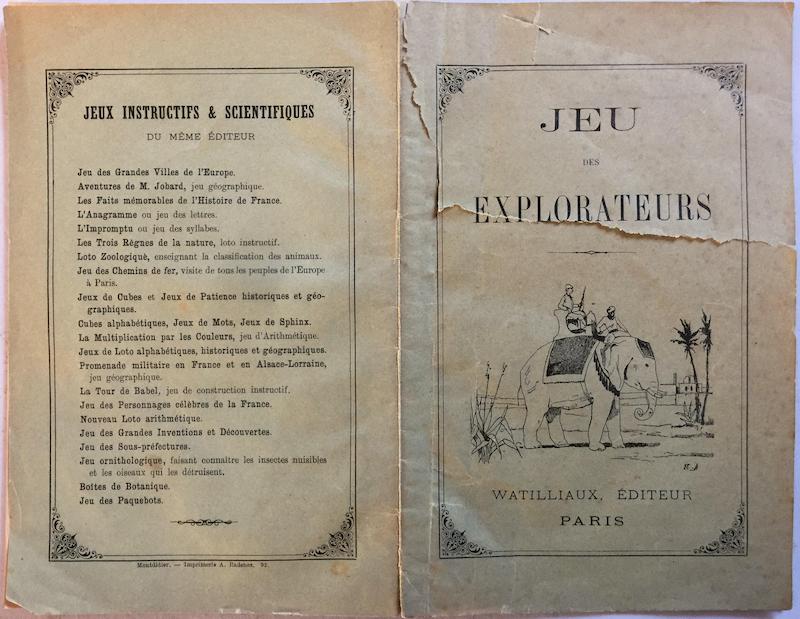 JEUX INSTRUCTIFS & SCIENTIFIQUES
DU MÊME ÉDITEUR
Jeu des Grandes Villes de l'Europe.
Aventures de M. Jobard, jeu géographique.
Les Faits mémorables de l'Histoire de France.
L'Anagramme ou jeu des lettres.
L'Impromptu ou jeu des syllabes.
Les Trois Règnes de la nature, loto instructif.
Loto Zoologique, enseignant la classification des animaux.
Jeu des Chemins de fer, visite de tous les peuples de l'Europe
à Paris.
Jeux de Cubes et Jeux de Patience historiques et géo-
graphiques.
Cubes alphabétiques, Jeux de Mots, Jeux de Sphinx.
La Multiplication par les Couleurs, jeu d'Arithmétique.
Jeux de Loto alphabétiques, historiques et géographiques.
Promenade militaire en France et en Alsace-Lorraine,
jeu géographique.
La Tour de Babel, jeu de construction instructif.
Jeu des Personnages célèbres de la France.
Nouveau Loto arithmétique.
Jeu des Grandes Inventions et Découvertes.
Jeu des Sous-préfectures.
Jeu ornithologique, faisant connaître les insectes nuisibles
et les oiseaux qui les détruisent.
Boîtes de Botanique.
Jeu des Paquebots.
Montdidier. — Imprimerie A. Radenez, 92.
JEU
DES
EXPLORATEURS
WATILLIAUX, ÉDITEUR
PARIS